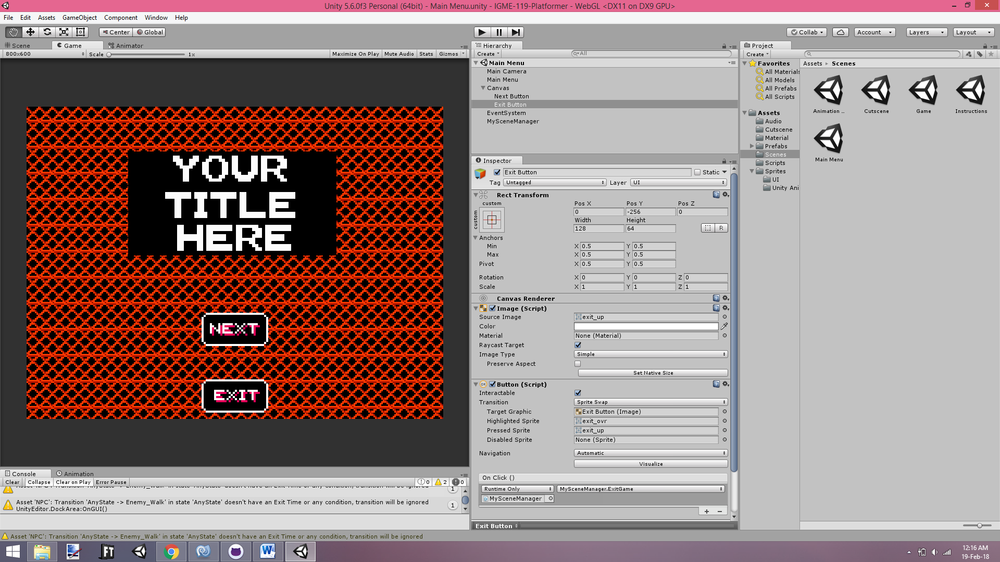 Unity 5.6.0f3 Personal (64bit) - Main Menu.unity - IGME-119-Platformer - WebGL <DX11 on DX9 GPU>
File Edit Assets GameObject Component Window Help
Center Global
Collab Account Layers Layout
Scene Game Animator
800x600 Scale 1x Maximize On Play Mute Audio Stats Gizmos
YOUR
TITLE
HERE
NEXT
EXIT
Console Animation
Clear Collapse Clear on Play Error Pause 0 2 0
Asset 'NPC': Transition 'AnyState -> Enemy_Walk' in state 'AnyState' doesn't have an Exit Time or any condition, transition will be ignored
1
Asset 'NPC': Transition 'AnyState -> Enemy_Walk' in state 'AnyState' doesn't have an Exit Time or any condition, transition will be ignored
UnityEditor.DockArea:OnGUI()
1
Asset 'NPC': Transition 'AnyState -> Enemy_Walk' in state 'AnyState' doesn't have an Exit Time or any condition, transition will be ignored
Hierarchy
Create All
Main Menu
Main Camera
Main Menu
Canvas
Next Button
Exit Button
EventSystem
MySceneManager
Inspector
Exit Button Static
Tag Untagged Layer UI
Rect Transform
custom
custom
Pos X Pos Y Pos Z
0 -256 0
Width Height
128 64
R
Anchors
Min X 0.5 Y 0.5
Max X 0.5 Y 0.5
Pivot X 0.5 Y 0.5
Rotation X 0 Y 0 Z 0
Scale X 1 Y 1 Z 1
Canvas Renderer
Image (Script)
Source Image exit_up
Color
Material None (Material)
Raycast Target
Image Type Simple
Preserve Aspect
Set Native Size
OK Button (Script)
Interactable
Transition Sprite Swap
Target Graphic Exit Button (Image)
Highlighted Sprite exit_ovr
Pressed Sprite exit_up
Disabled Sprite None (Sprite)
Navigation Automatic
Visualize
On Click ()
Runtime Only MySceneManager.ExitGame
MySceneManager
+ −
Exit Button
Project
Create
Favorites
All Materials
All Models
All Prefabs
All Scripts
Assets
Audio
Cutscene
Material
Prefabs
Scenes
Scripts
Sprites
UI
Unity Ani
Assets ▸ Scenes
Animation ... Cutscene Game Instructions
Main Menu
FT
12:16 AM
19-Feb-18